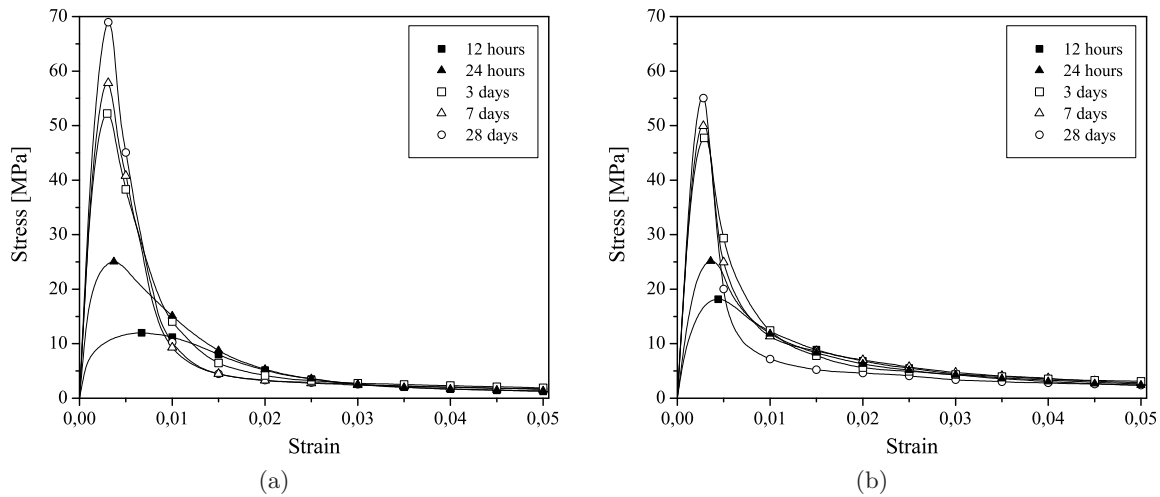 70
60
50
40
30
20
10
0
Stress [MPa]
0,00
0,01
0,02
0,03
0,04
0,05
Strain
12 hours
24 hours
3 days
7 days
28 days
(a)
70
60
50
40
30
20
10
0
Stress [MPa]
0,00
0,01
0,02
0,03
0,04
0,05
Strain
12 hours
24 hours
3 days
7 days
28 days
(b)